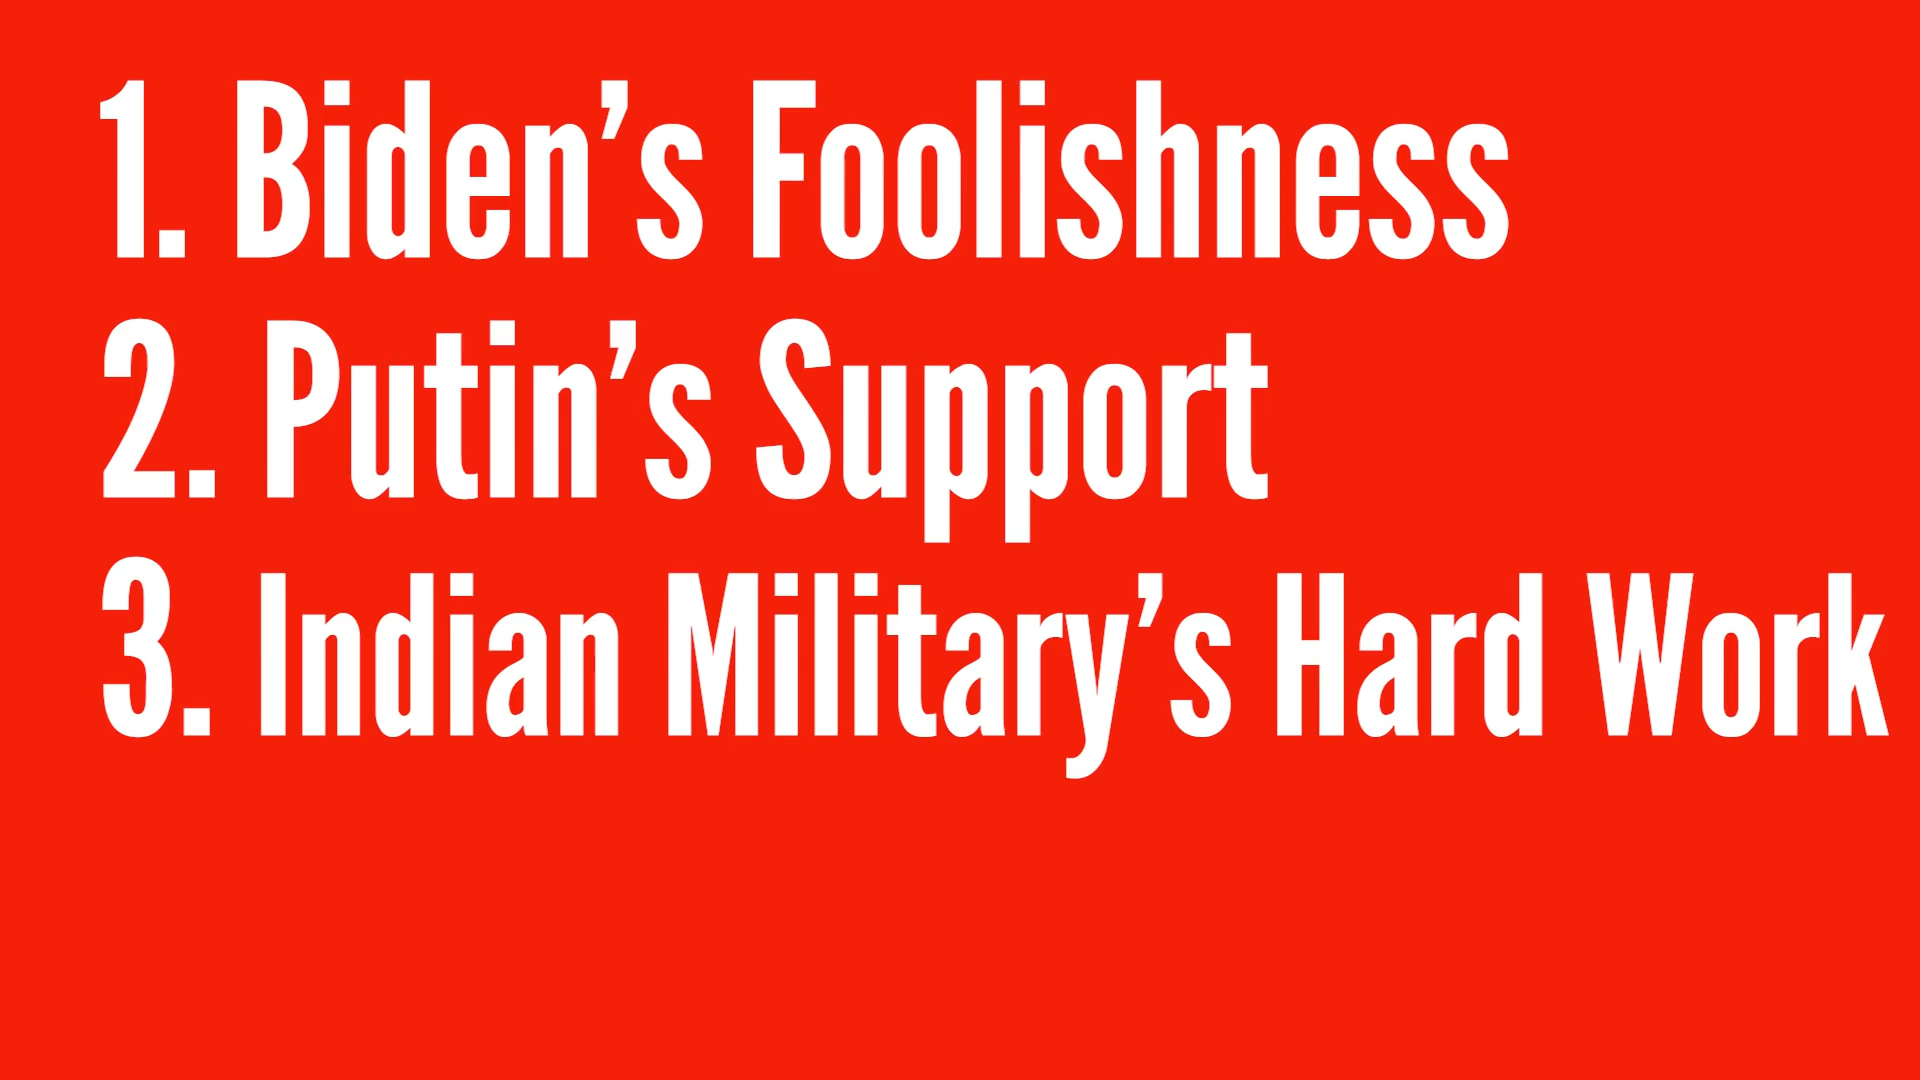 1. Biden’s Foolishness
2. Putin’s Support
3. Indian Military’s Hard Work